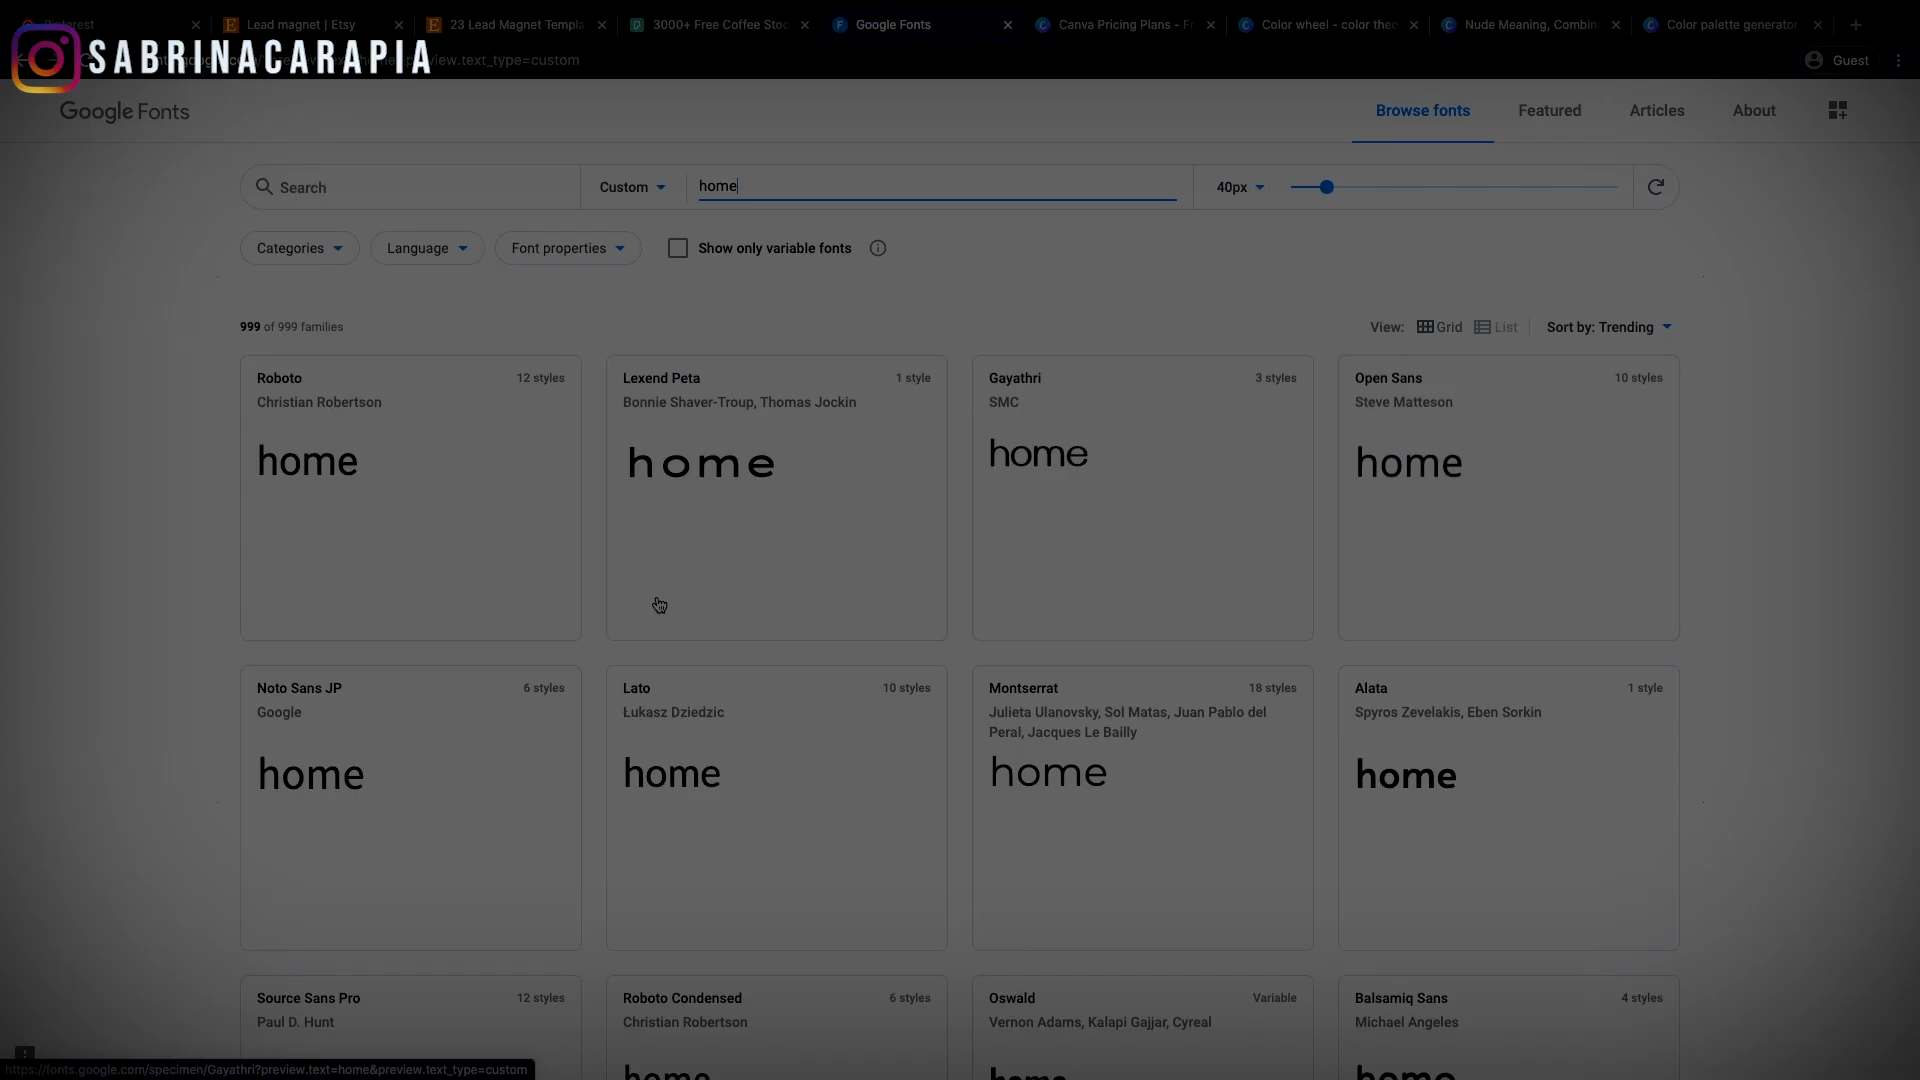 Pinterest
Lead magnet | Etsy
23 Lead Magnet Templa
3000+ Free Coffee Stoc
Google Fonts
Canva Pricing Plans - Fr
Color wheel - color theo
Nude Meaning, Combin
Color palette generator
SABRINACARAPIA
view.text_type=custom
Guest
Google Fonts
Browse fonts
Featured
Articles
About
Search
Custom
home
40px
Categories
Language
Font properties
Show only variable fonts
999 of 999 families
View: Grid List
Sort by: Trending
Roboto 12 styles
Christian Robertson
home
Lexend Peta 1 style
Bonnie Shaver-Troup, Thomas Jockin
home
Gayathri 3 styles
SMC
home
Open Sans 10 styles
Steve Matteson
home
Noto Sans JP 6 styles
Google
home
Lato 10 styles
Łukasz Dziedzic
home
Montserrat 18 styles
Julieta Ulanovsky, Sol Matas, Juan Pablo del
Peral, Jacques Le Bailly
home
Alata 1 style
Spyros Zevelakis, Eben Sorkin
home
Source Sans Pro 12 styles
Paul D. Hunt
Roboto Condensed 6 styles
Christian Robertson
home
Oswald Variable
Vernon Adams, Kalapi Gajjar, Cyreal
home
Balsamiq Sans 4 styles
Michael Angeles
home
https://fonts.google.com/specimen/Gayathri?preview.text=home&preview.text_type=custom